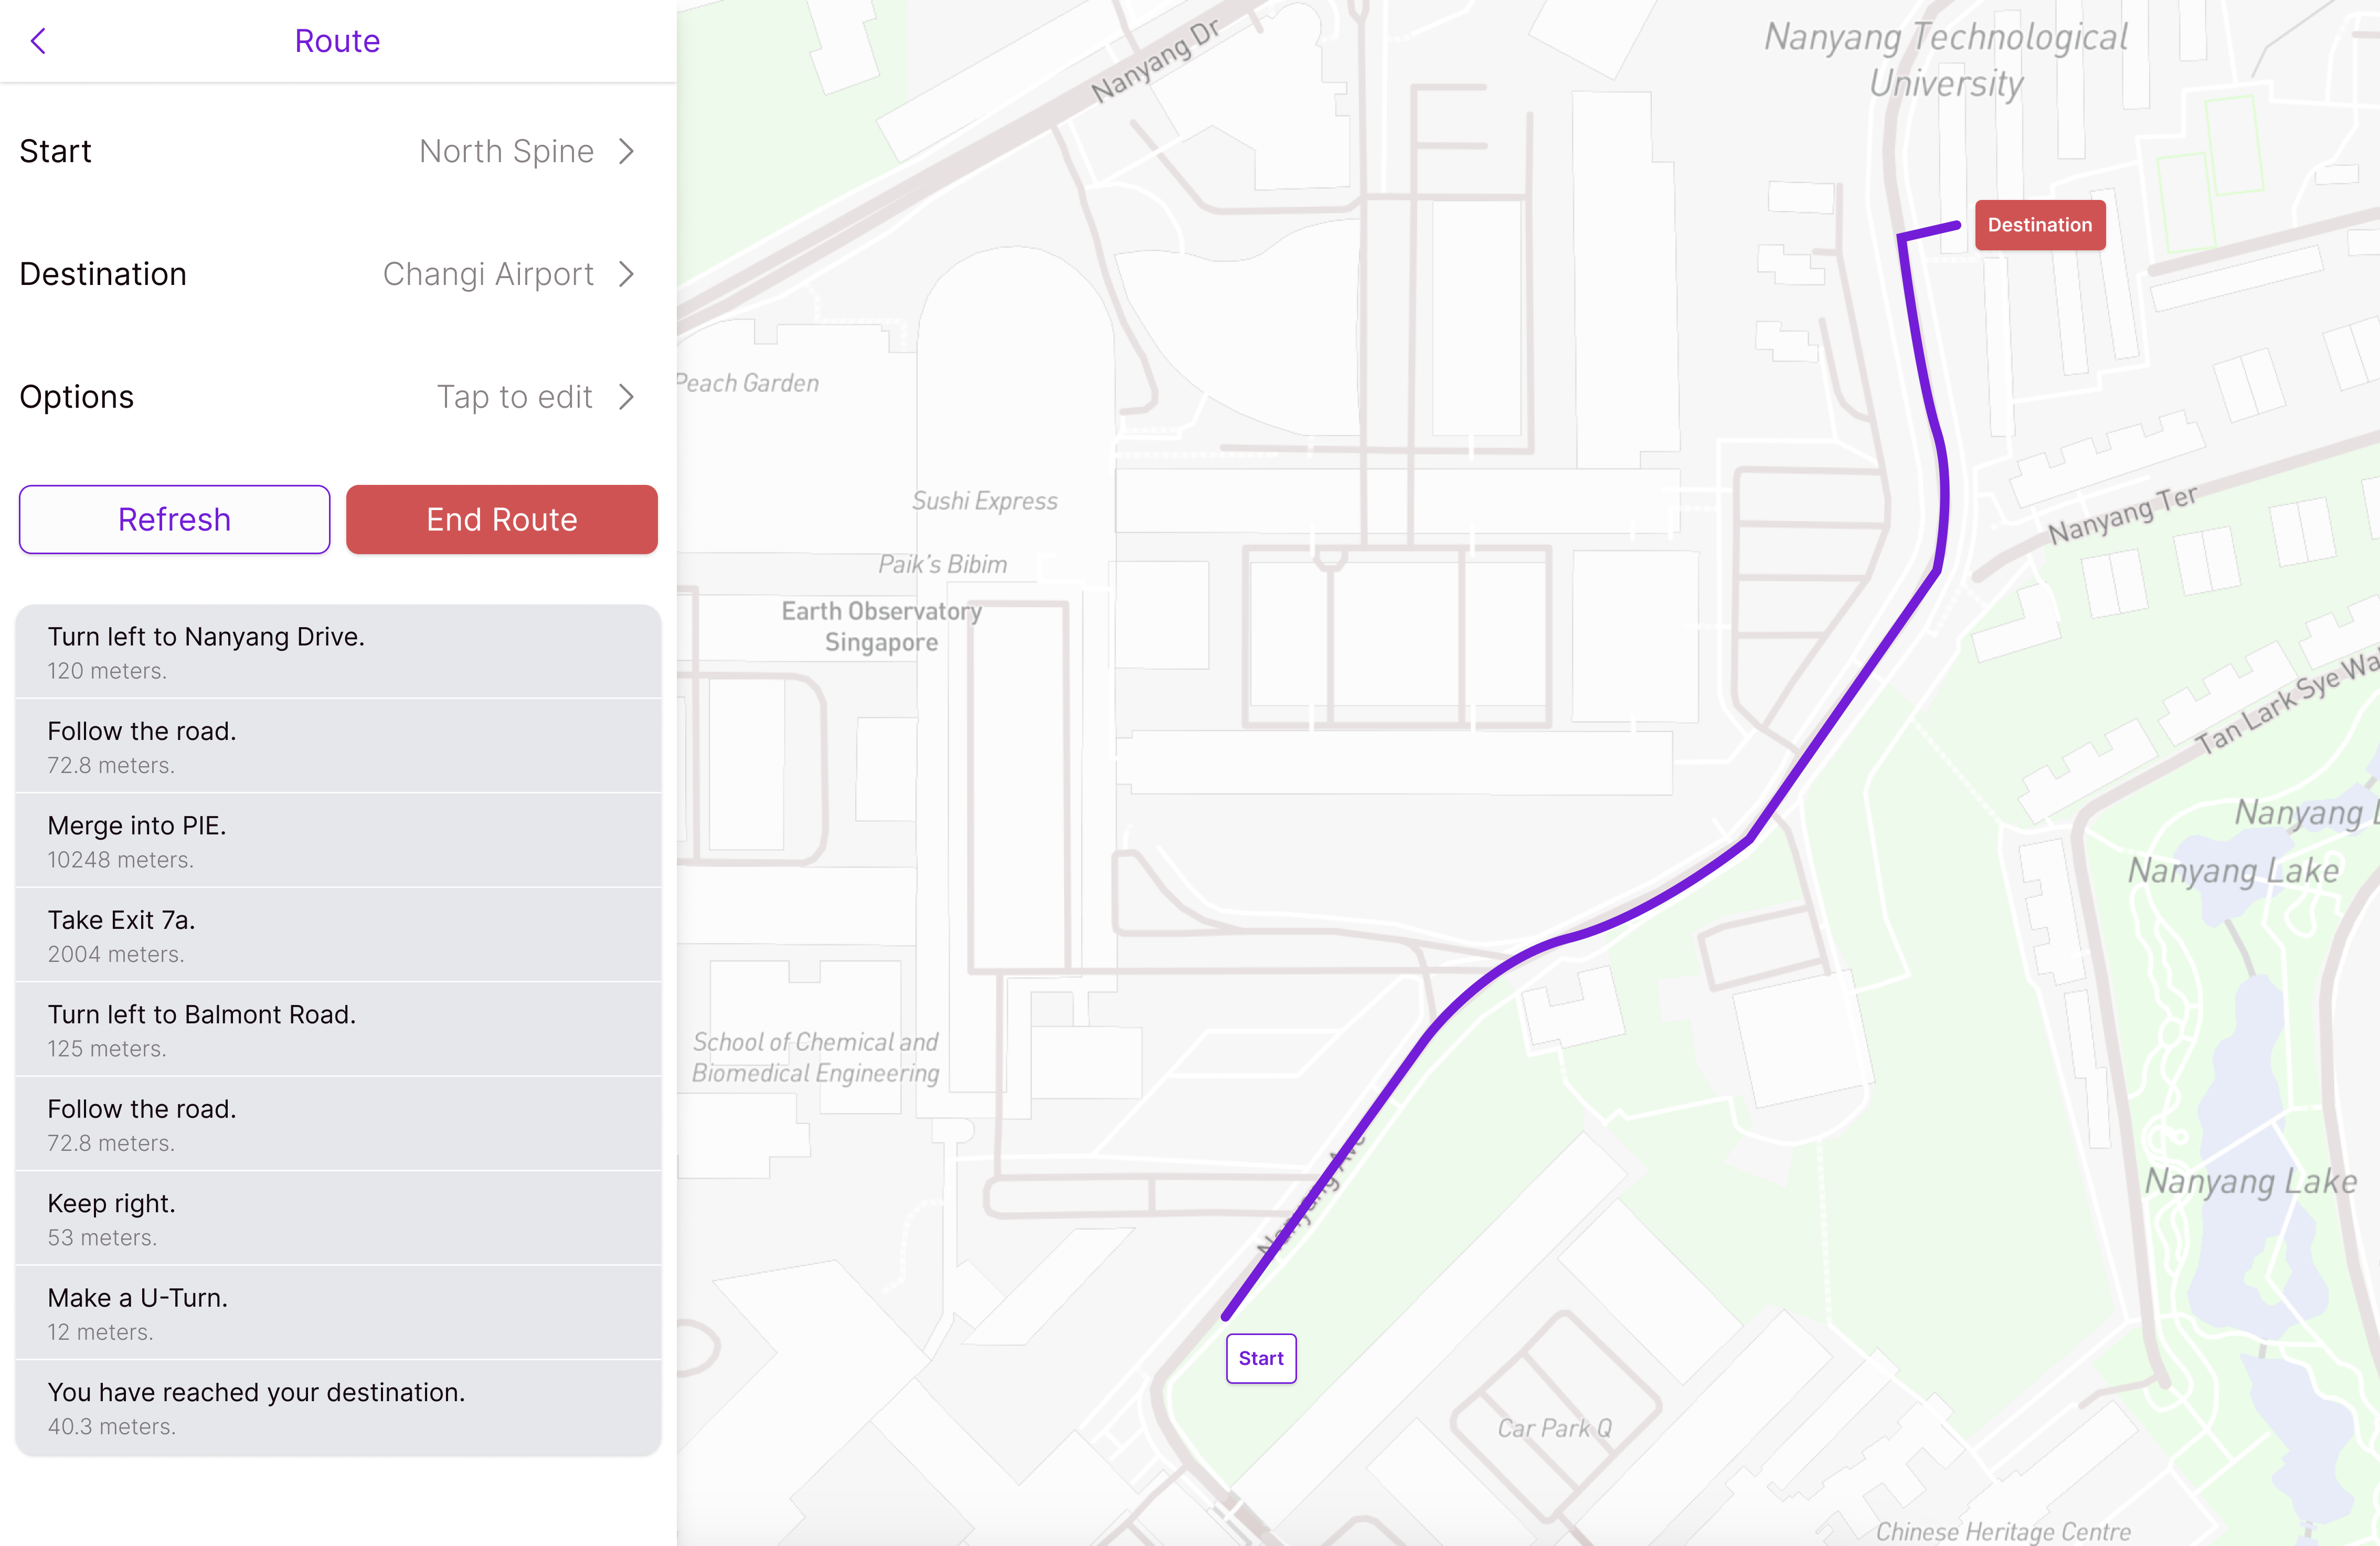 Route
Start
North Spine
Destination
Changi Airport
Options
Tap to edit
Refresh
End Route
Turn left to Nanyang Drive.
120 meters.
Follow the road.
72.8 meters.
Merge into PIE.
10248 meters.
Take Exit 7a.
2004 meters.
Turn left to Balmont Road.
125 meters.
Follow the road.
72.8 meters.
Keep right.
53 meters.
Make a U-Turn.
12 meters.
You have reached your destination.
40.3 meters.
Nanyang Dr
Nanyang Technological
University
Destination
Peach Garden
Sushi Express
Paik's Bibim
Earth Observatory
Singapore
Nanyang Ter
Tan Lark Sye Wal
Nanyang L
Nanyang Lake
School of Chemical and
Biomedical Engineering
Nanyang Ave
Nanyang Lake
Start
Car Park Q
Chinese Heritage Centre